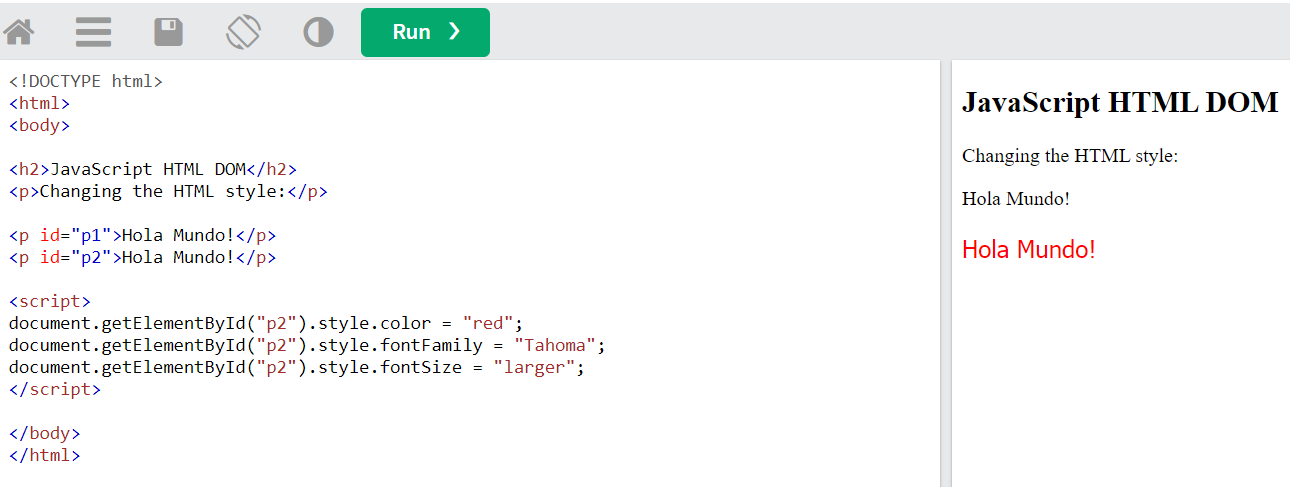 Run ❯
<!DOCTYPE html>
<html>
<body>
<h2>JavaScript HTML DOM</h2>
<p>Changing the HTML style:</p>
<p id="p1">Hola Mundo!</p>
<p id="p2">Hola Mundo!</p>
<script>
document.getElementById("p2").style.color = "red";
document.getElementById("p2").style.fontFamily = "Tahoma";
document.getElementById("p2").style.fontSize = "larger";
</script>
</body>
</html>
JavaScript HTML DOM
Changing the HTML style:
Hola Mundo!
Hola Mundo!